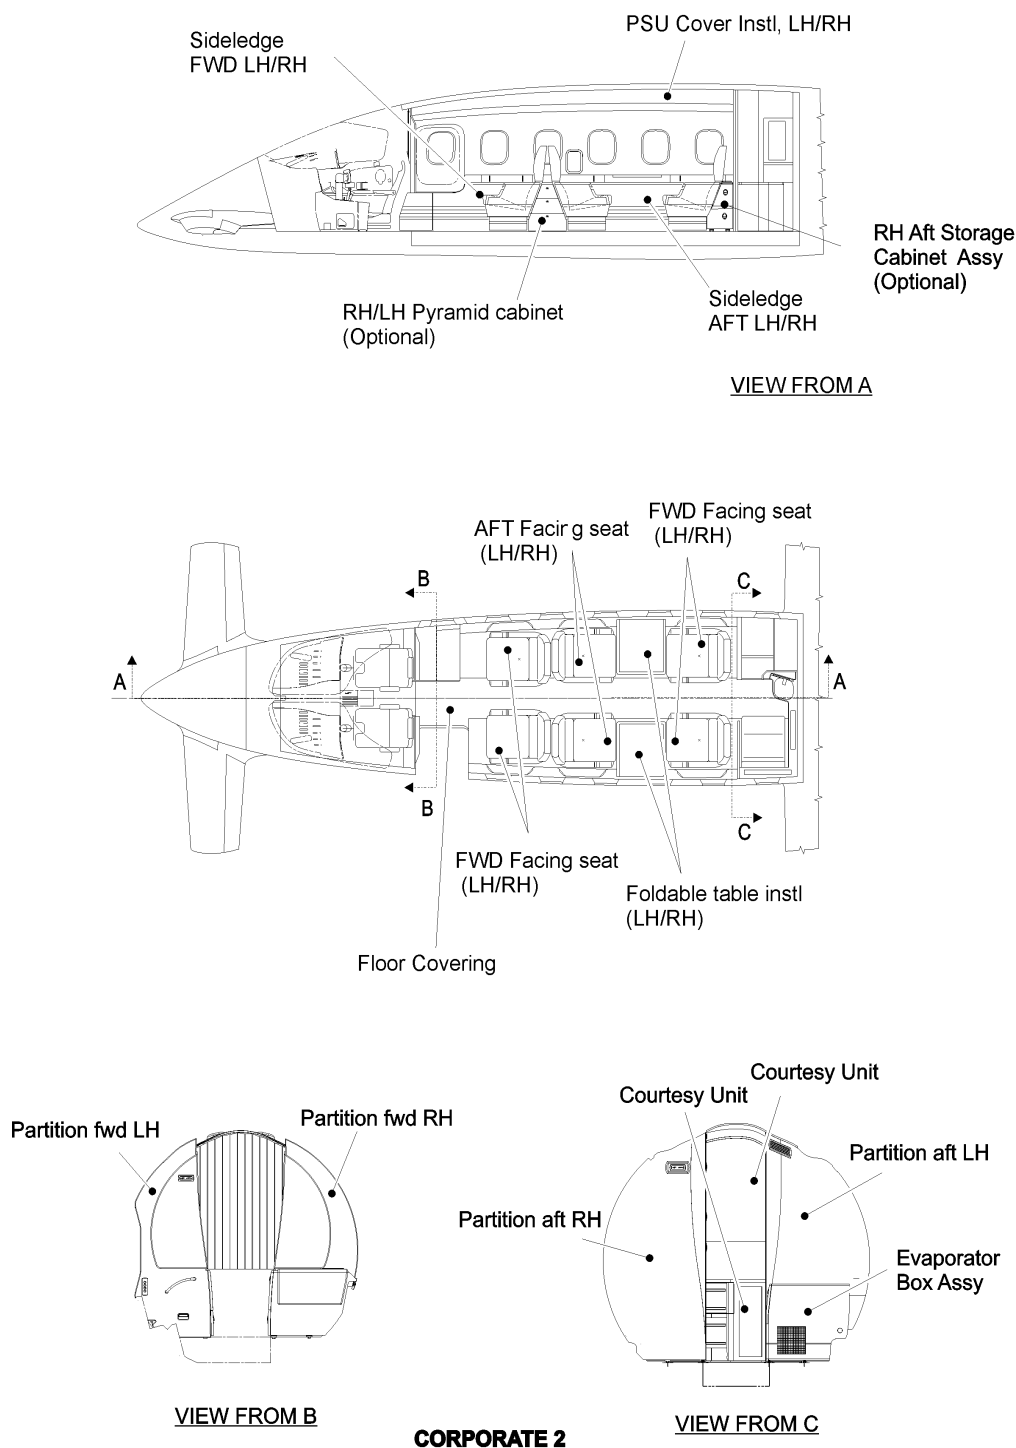 PSU Cover Instl, LH/RH
Sideledge
FWD LH/RH
RH Aft Storage
Cabinet Assy
(Optional)
Sideledge
AFT LH/RH
RH/LH Pyramid cabinet
(Optional)
VIEW FROM A
FWD Facing seat
(LH/RH)
AFT Facing seat
(LH/RH)
B
C
A
A
B
C
FWD Facing seat
(LH/RH)
Foldable table instl
(LH/RH)
Floor Covering
Courtesy Unit
Courtesy Unit
Partition fwd RH
Partition fwd LH
Partition aft LH
Partition aft RH
Evaporator
Box Assy
VIEW FROM B
VIEW FROM C
CORPORATE 2